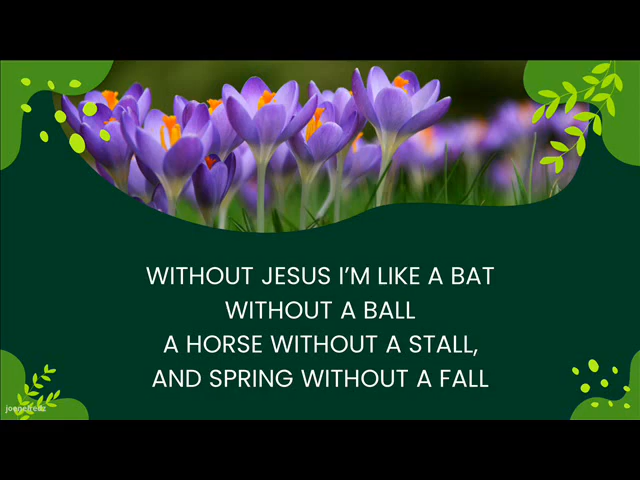 WITHOUT JESUS I'M LIKE A BAT
WITHOUT A BALL
A HORSE WITHOUT A STALL,
AND SPRING WITHOUT A FALL